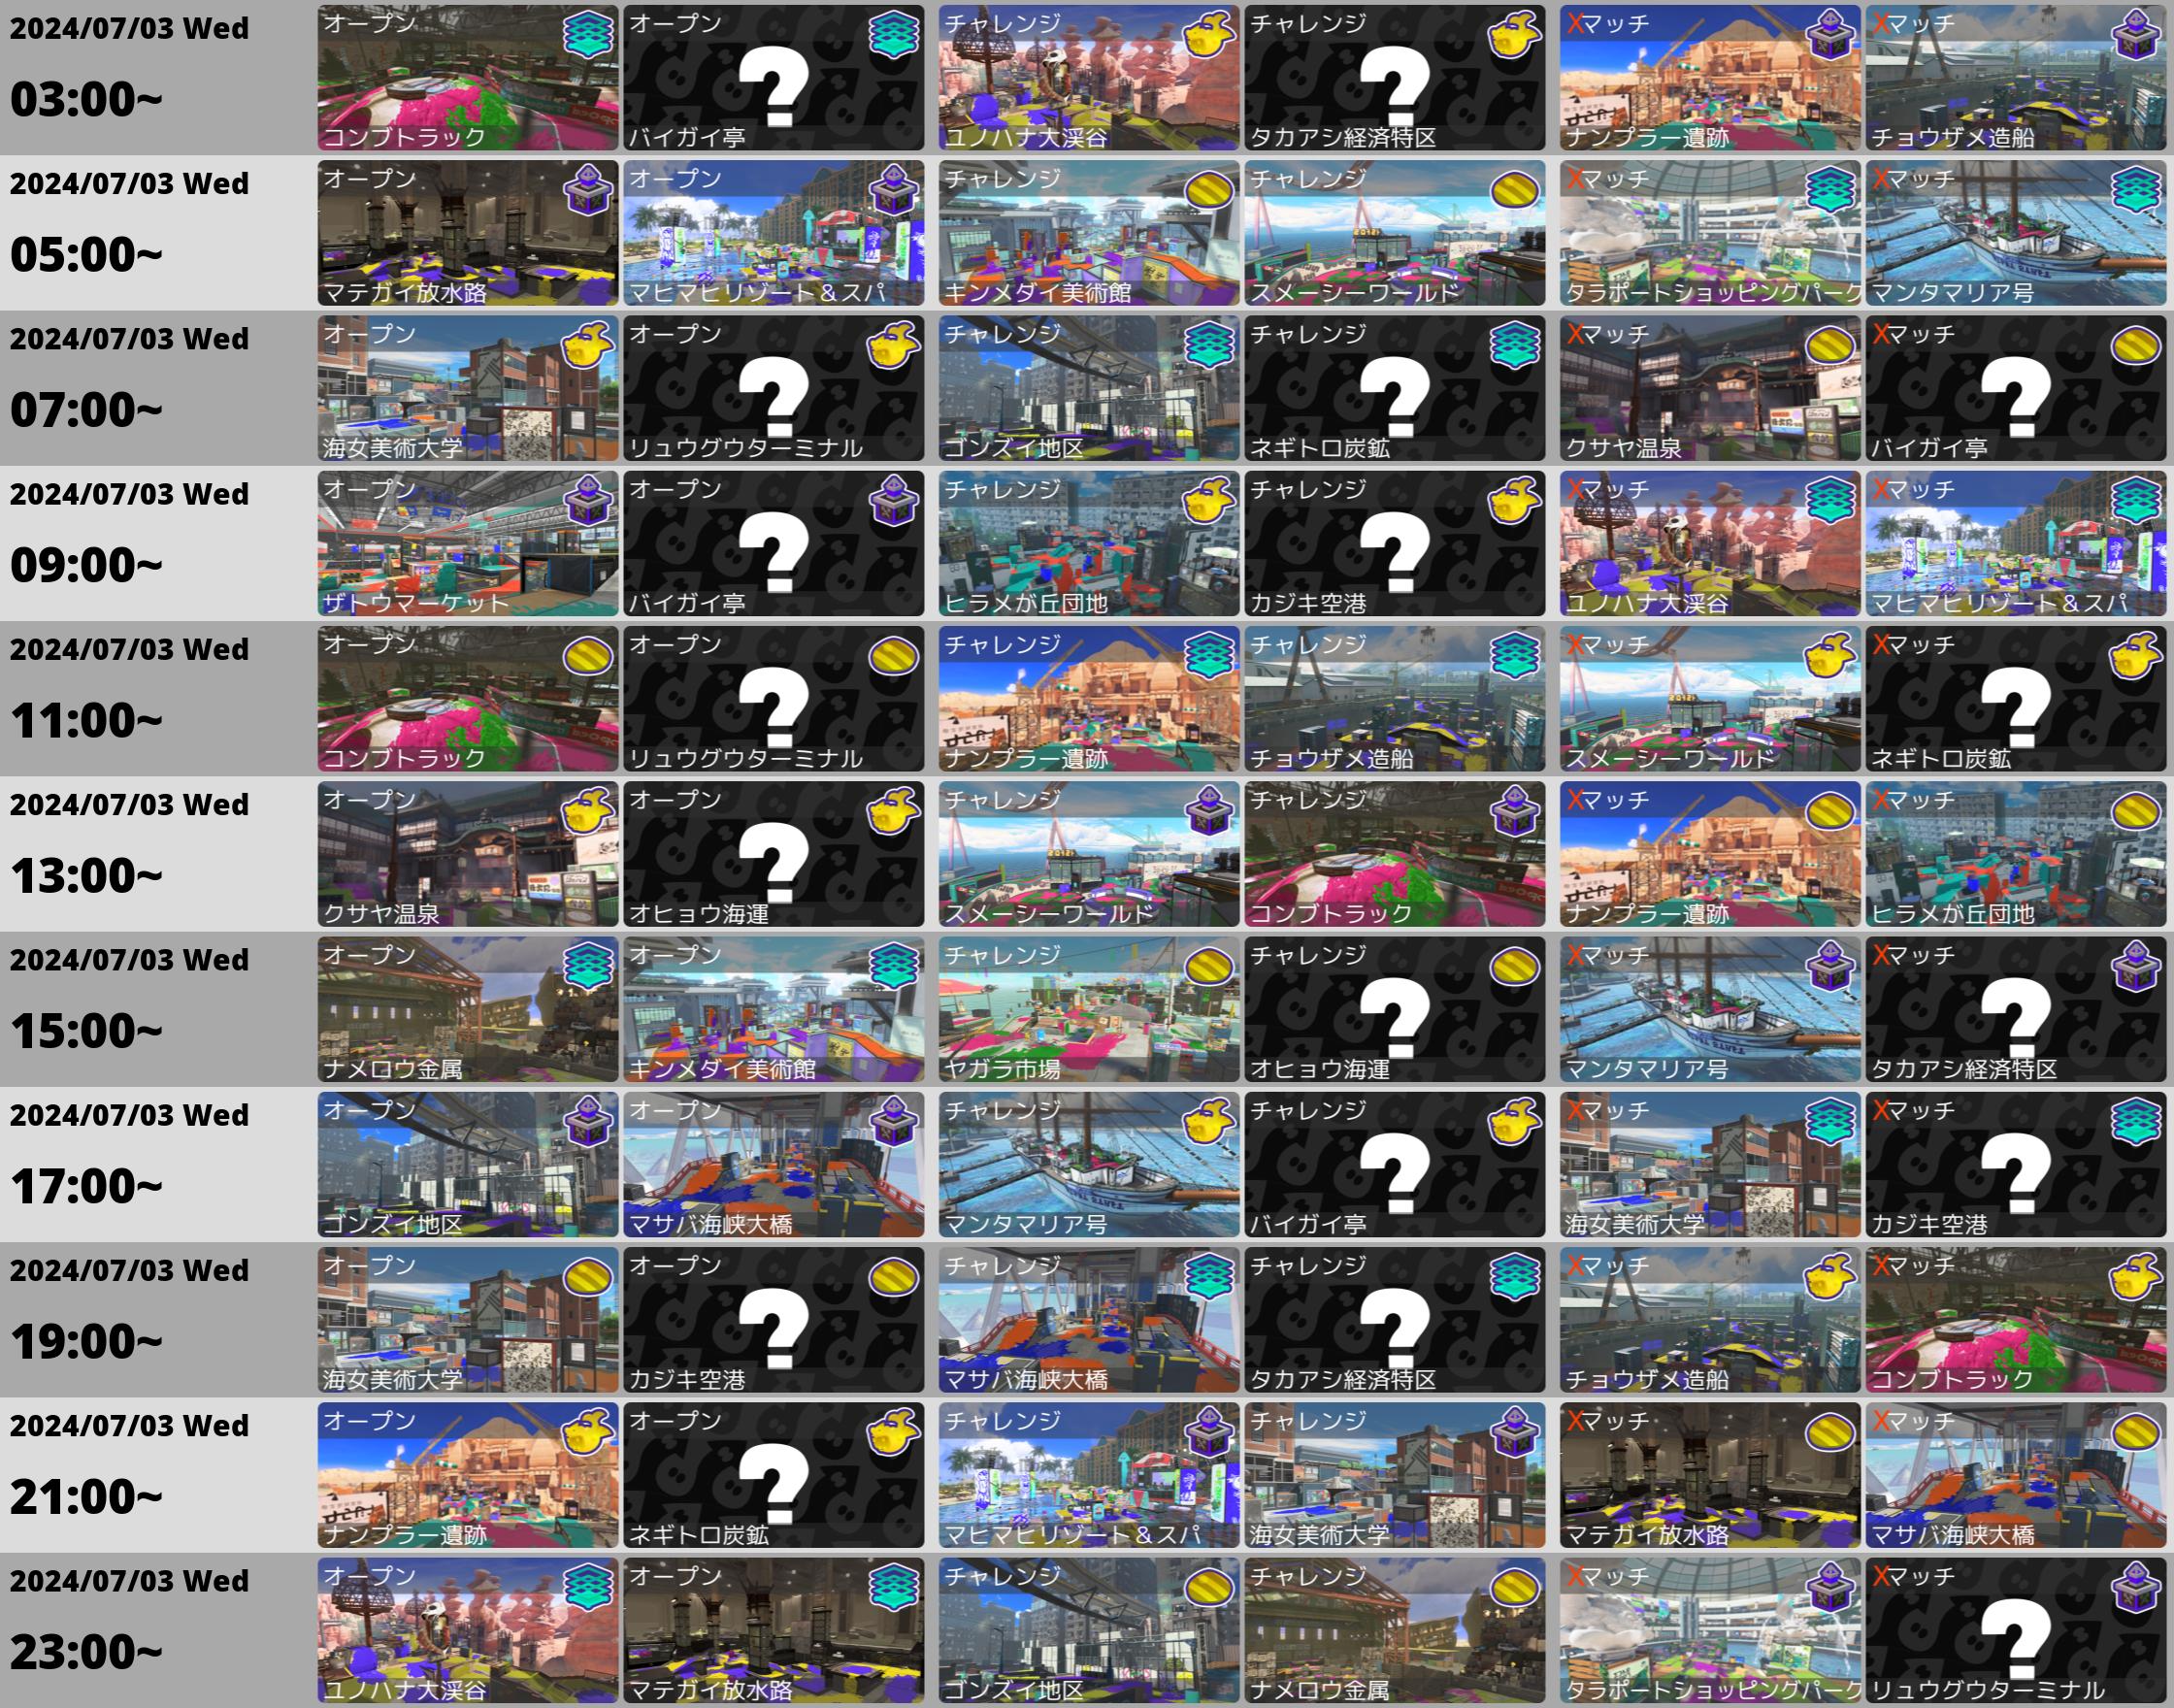 2024/07/03 Wed
03:00~
オープン
コンブトラック
オープン
バイガイ亭
チャレンジ
ユノハナ大渓谷
チャレンジ
タカアシ経済特区
Xマッチ
ナンプラー遺跡
Xマッチ
チョウザメ造船
2024/07/03 Wed
05:00~
オープン
マテガイ放水路
オープン
マヒマヒリゾート＆スパ
チャレンジ
キンメダイ美術館
チャレンジ
スメーシーワールド
Xマッチ
タラポートショッピングパーク
Xマッチ
マンタマリア号
2024/07/03 Wed
07:00~
オープン
海女美術大学
オープン
リュウグウターミナル
チャレンジ
ゴンズイ地区
チャレンジ
ネギトロ炭鉱
Xマッチ
クサヤ温泉
Xマッチ
バイガイ亭
2024/07/03 Wed
09:00~
オープン
ザトウマーケット
オープン
バイガイ亭
チャレンジ
ヒラメが丘団地
チャレンジ
カジキ空港
Xマッチ
ユノハナ大渓谷
Xマッチ
マヒマヒリゾート＆スパ
2024/07/03 Wed
11:00~
オープン
コンブトラック
オープン
リュウグウターミナル
チャレンジ
ナンプラー遺跡
チャレンジ
チョウザメ造船
Xマッチ
スメーシーワールド
Xマッチ
ネギトロ炭鉱
2024/07/03 Wed
13:00~
オープン
クサヤ温泉
オープン
オヒョウ海運
チャレンジ
スメーシーワールド
チャレンジ
コンブトラック
Xマッチ
ナンプラー遺跡
Xマッチ
ヒラメが丘団地
2024/07/03 Wed
15:00~
オープン
ナメロウ金属
オープン
キンメダイ美術館
チャレンジ
ヤガラ市場
チャレンジ
オヒョウ海運
Xマッチ
マンタマリア号
Xマッチ
タカアシ経済特区
2024/07/03 Wed
17:00~
オープン
ゴンズイ地区
オープン
マサバ海峡大橋
チャレンジ
マンタマリア号
チャレンジ
バイガイ亭
Xマッチ
海女美術大学
Xマッチ
カジキ空港
2024/07/03 Wed
19:00~
オープン
海女美術大学
オープン
カジキ空港
チャレンジ
マサバ海峡大橋
チャレンジ
タカアシ経済特区
Xマッチ
チョウザメ造船
Xマッチ
コンブトラック
2024/07/03 Wed
21:00~
オープン
ナンプラー遺跡
オープン
ネギトロ炭鉱
チャレンジ
マヒマヒリゾート＆スパ
チャレンジ
海女美術大学
Xマッチ
マテガイ放水路
Xマッチ
マサバ海峡大橋
2024/07/03 Wed
23:00~
オープン
ユノハナ大渓谷
オープン
マテガイ放水路
チャレンジ
ゴンズイ地区
チャレンジ
ナメロウ金属
Xマッチ
タラポートショッピングパーク
Xマッチ
リュウグウターミナル